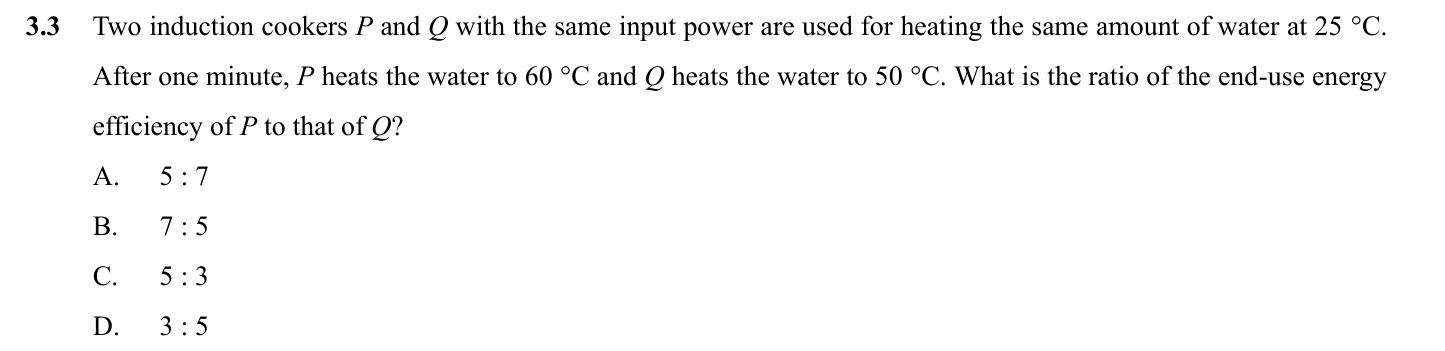 3.3 Two induction cookers P and Q with the same input power are used for heating the same amount of water at 25 °C.
After one minute, P heats the water to 60 °C and Q heats the water to 50 °C. What is the ratio of the end-use energy
efficiency of P to that of Q?
A. 5 : 7
B. 7 : 5
C. 5 : 3
D. 3 : 5